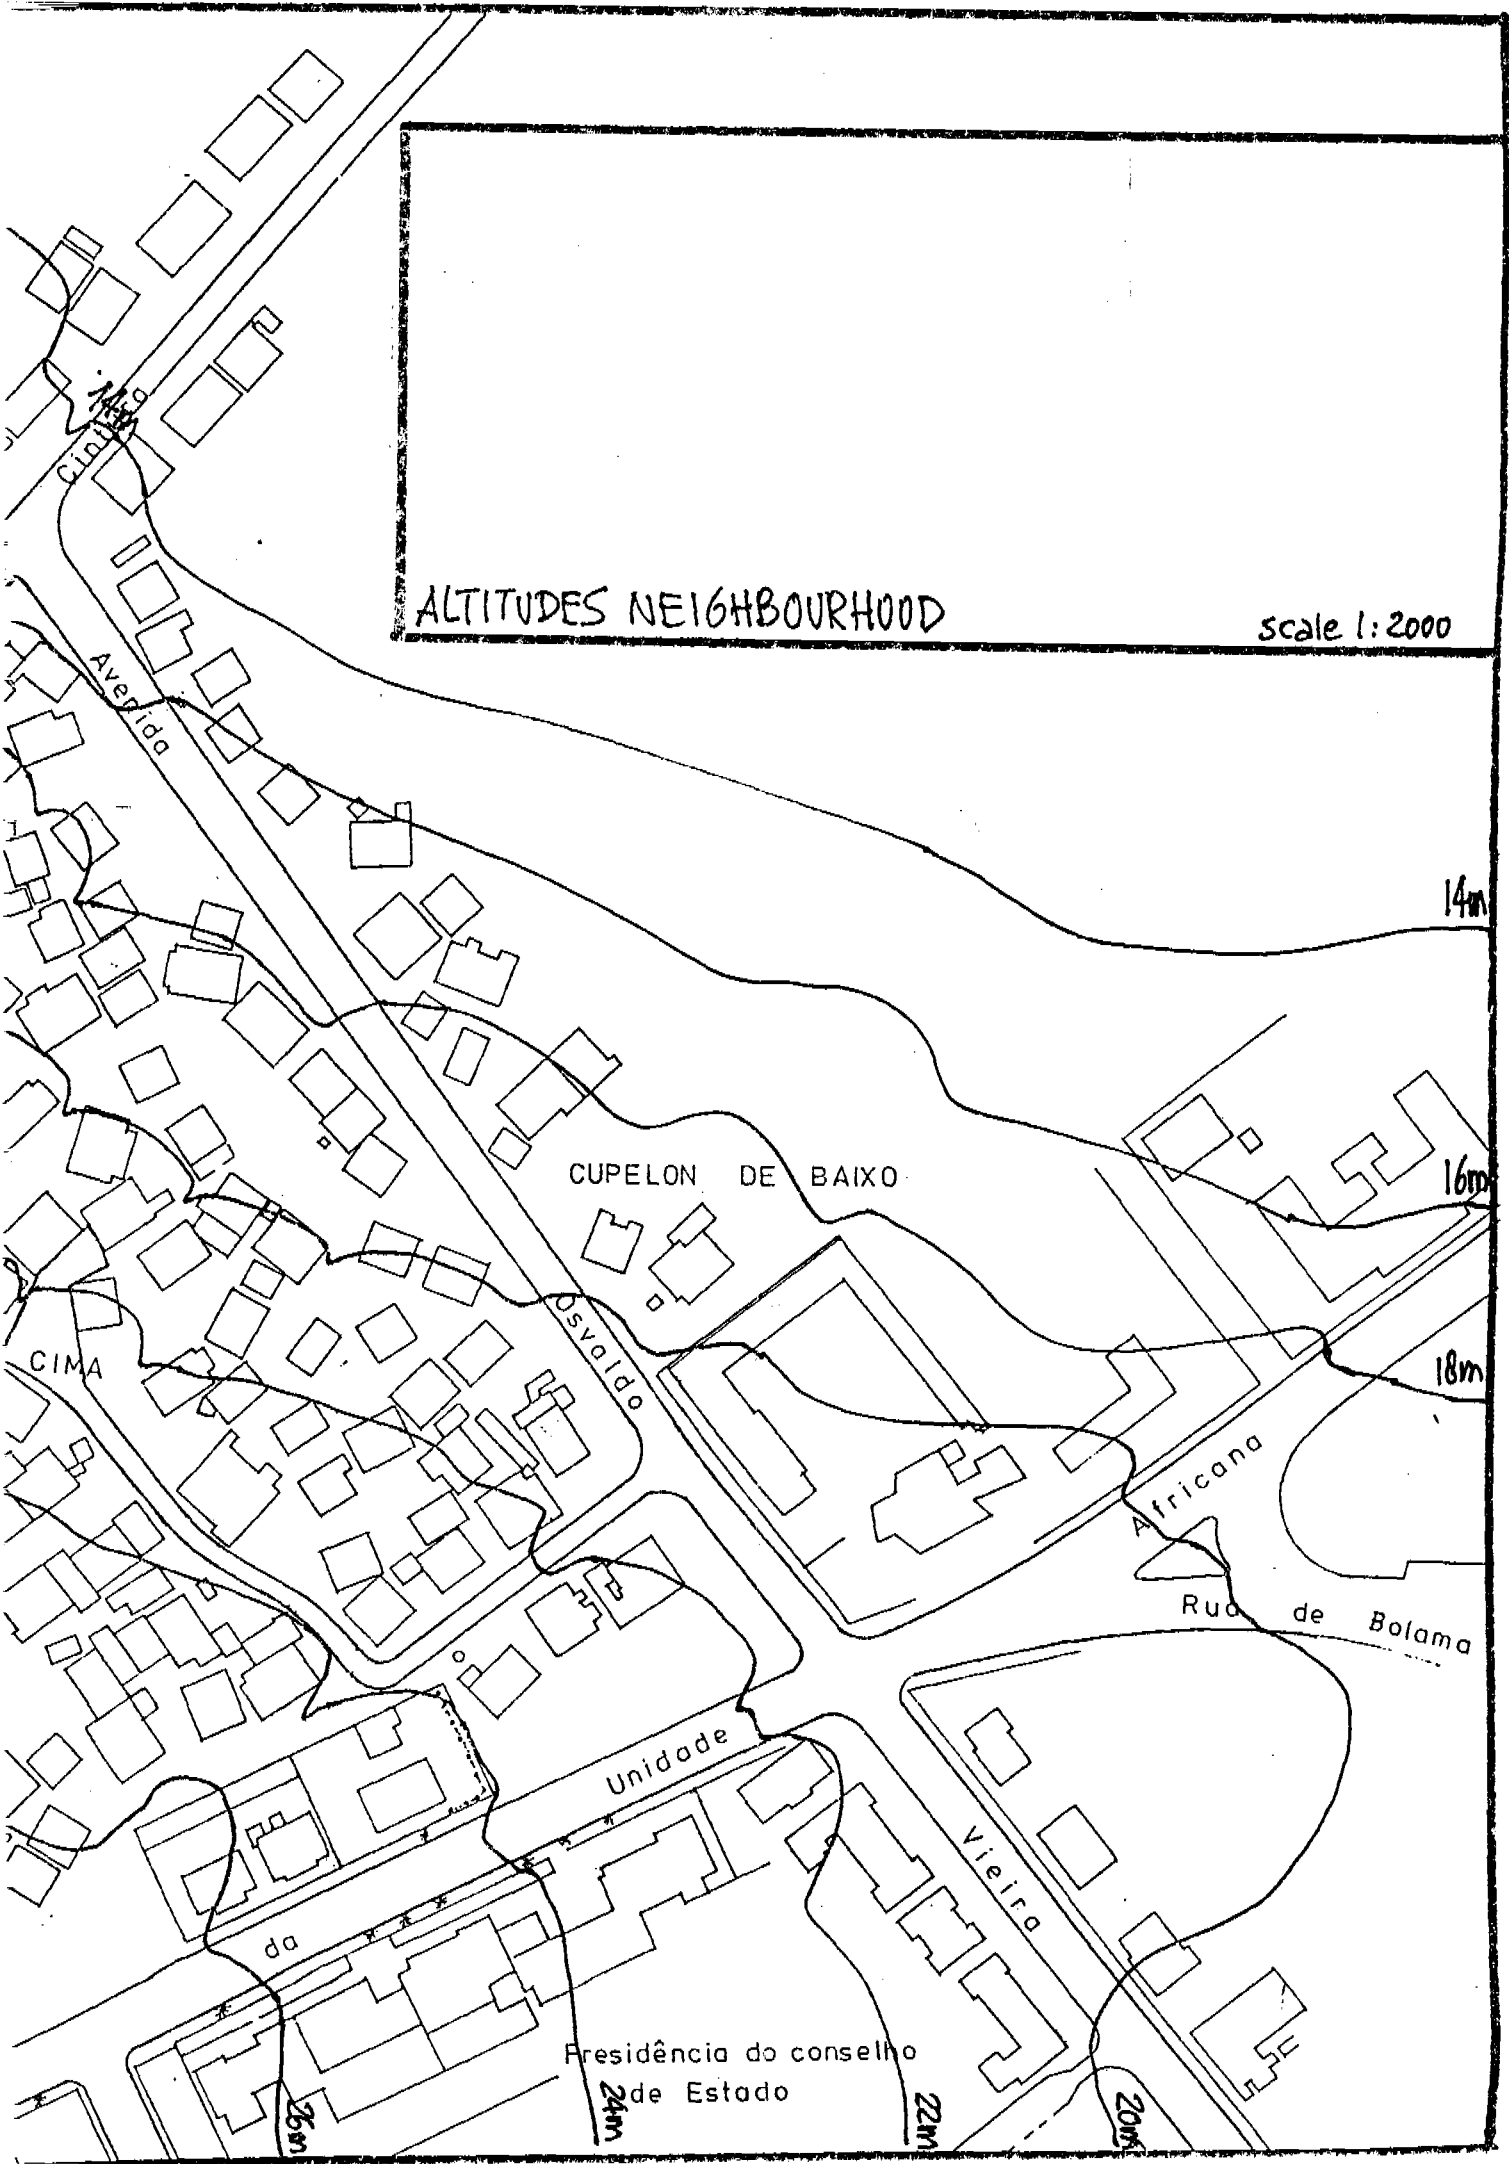 14m
Cintura
ALTITUDES NEIGHBOURHOOD
scale 1:2000
Avenida
14m
CUPELON DE BAIXO
16m
Osvaldo
CIMA
18m
Africana
Rua de Bolama
Unidade
Vieira
da
Presidência do conselho
de Estado
26m
24m
22m
20m